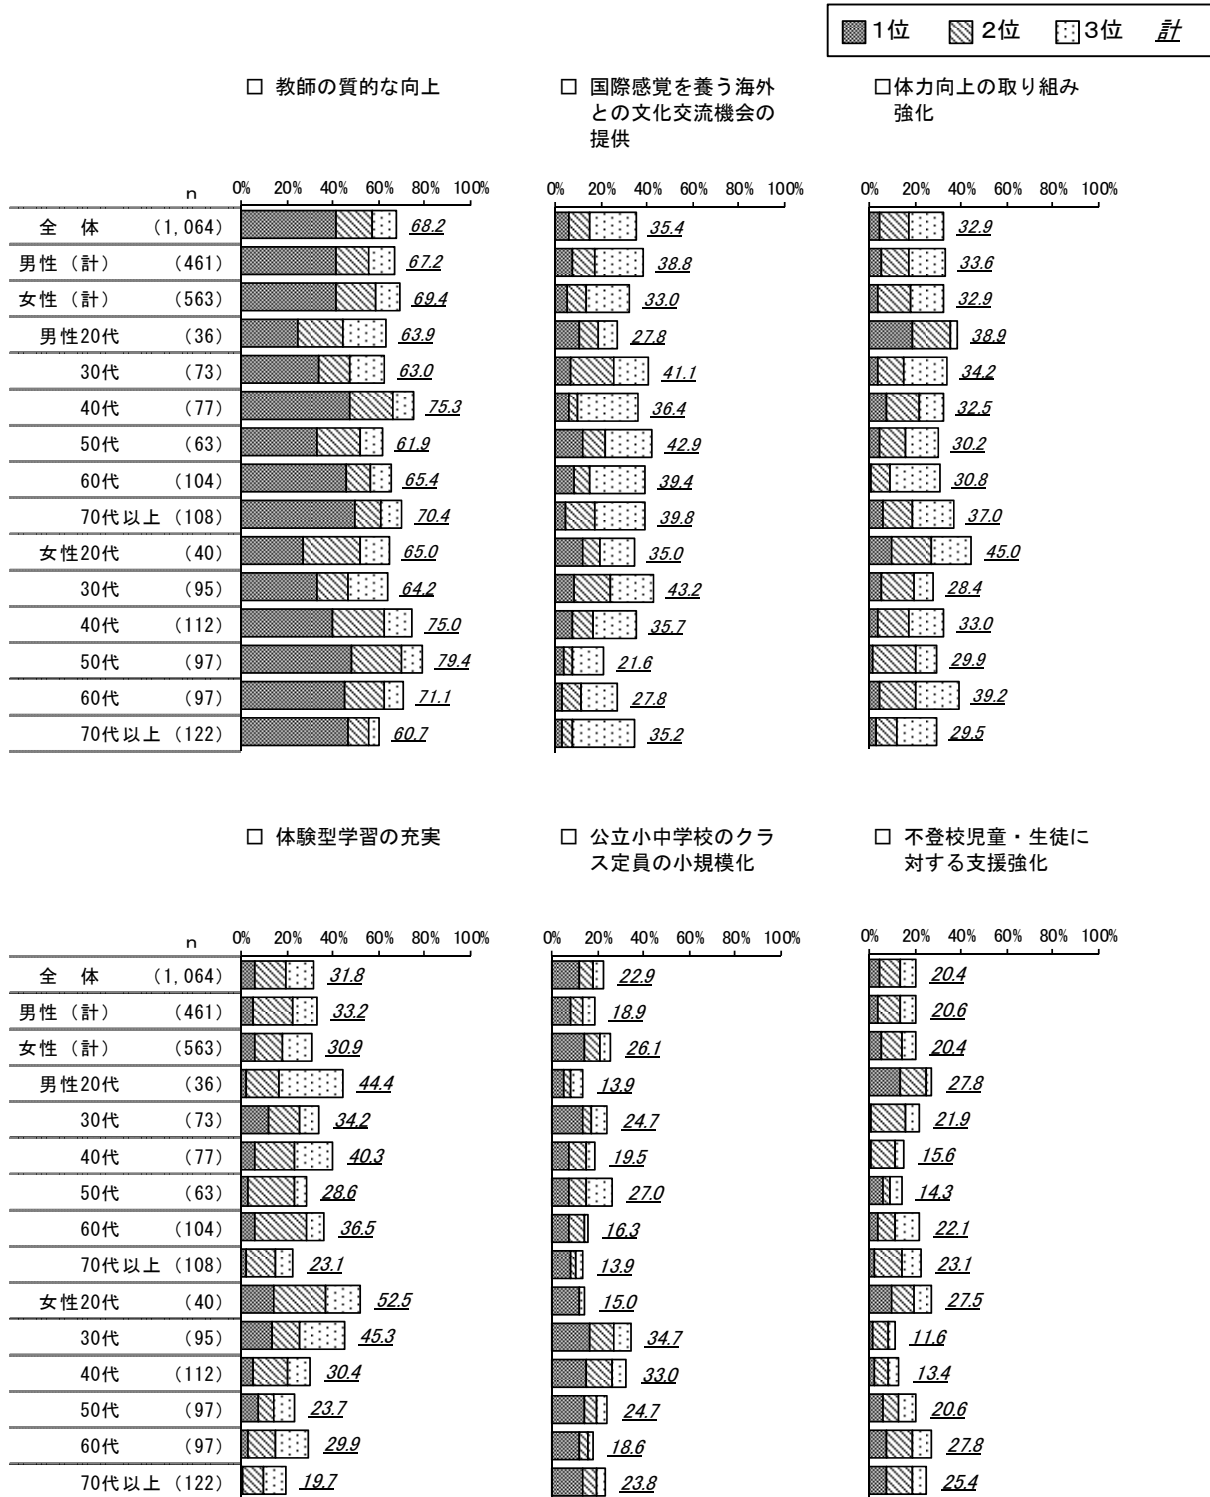 1位 2位 3位 計
□ 教師の質的な向上
□ 国際感覚を養う海外
との文化交流機会の
提供
□体力向上の取り組み
強化
n 0% 20% 40% 60% 80% 100% 0% 20% 40% 60% 80% 100% 0% 20% 40% 60% 80% 100%
全 体 (1,064) 68.2 35.4 32.9
男性(計) (461) 67.2 38.8 33.6
女性(計) (563) 69.4 33.0 32.9
男性20代 (36) 63.9 27.8 38.9
30代 (73) 63.0 41.1 34.2
40代 (77) 75.3 36.4 32.5
50代 (63) 61.9 42.9 30.2
60代 (104) 65.4 39.4 30.8
70代以上 (108) 70.4 39.8 37.0
女性20代 (40) 65.0 35.0 45.0
30代 (95) 64.2 43.2 28.4
40代 (112) 75.0 35.7 33.0
50代 (97) 79.4 21.6 29.9
60代 (97) 71.1 27.8 39.2
70代以上 (122) 60.7 35.2 29.5
□ 体験型学習の充実
□ 公立小中学校のクラ
ス定員の小規模化
□ 不登校児童・生徒に
対する支援強化
n 0% 20% 40% 60% 80% 100% 0% 20% 40% 60% 80% 100% 0% 20% 40% 60% 80% 100%
全 体 (1,064) 31.8 22.9 20.4
男性(計) (461) 33.2 18.9 20.6
女性(計) (563) 30.9 26.1 20.4
男性20代 (36) 44.4 13.9 27.8
30代 (73) 34.2 24.7 21.9
40代 (77) 40.3 19.5 15.6
50代 (63) 28.6 27.0 14.3
60代 (104) 36.5 16.3 22.1
70代以上 (108) 23.1 13.9 23.1
女性20代 (40) 52.5 15.0 27.5
30代 (95) 45.3 34.7 11.6
40代 (112) 30.4 33.0 13.4
50代 (97) 23.7 24.7 20.6
60代 (97) 29.9 18.6 27.8
70代以上 (122) 19.7 23.8 25.4